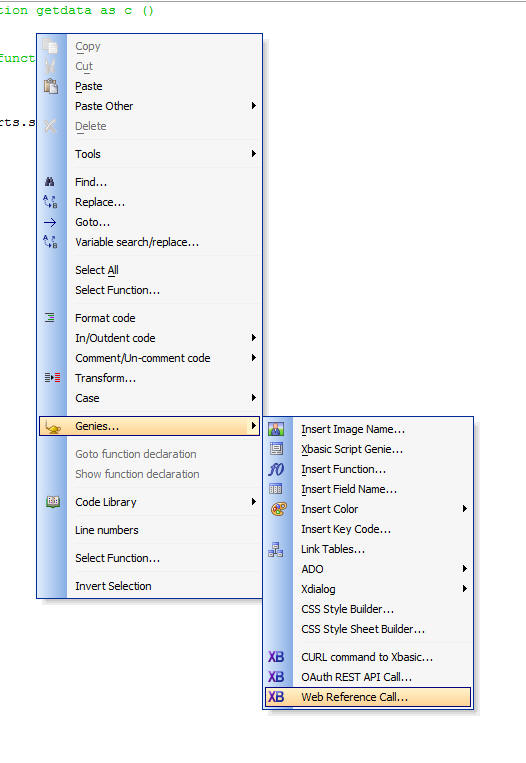 tion getdata as c ()
Copy
funct
Cut
Paste
Paste Other
rts.s
Delete
Tools
Find...
Replace...
Goto...
Variable search/replace...
Select All
Select Function...
Format code
In/Outdent code
Comment/Un-comment code
Transform...
Case
Genies...
Goto function declaration
Show function declaration
Code Library
Line numbers
Select Function...
Invert Selection
Insert Image Name...
Xbasic Script Genie...
Insert Function...
Insert Field Name...
Insert Color
Insert Key Code...
Link Tables...
ADO
Xdialog
CSS Style Builder...
CSS Style Sheet Builder...
XB CURL command to Xbasic...
XB OAuth REST API Call...
XB Web Reference Call...